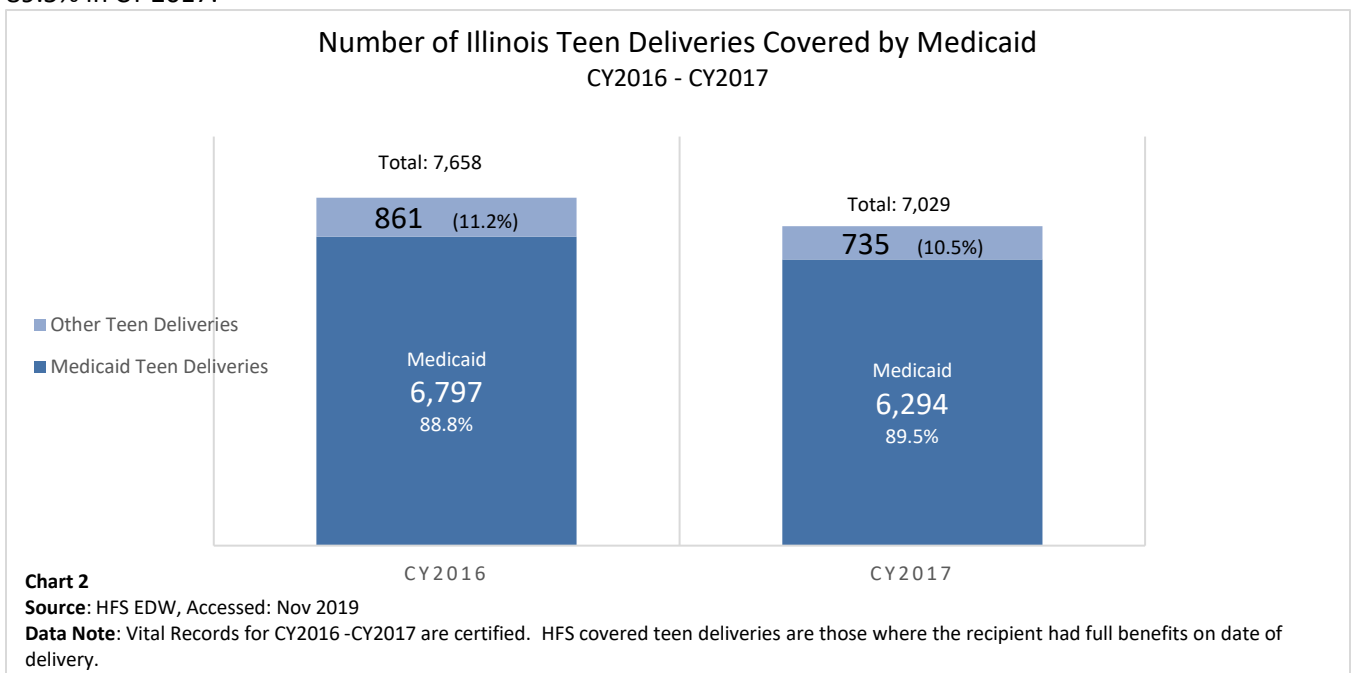 Number of Illinois Teen Deliveries Covered by Medicaid
CY2016 - CY2017
Total: 7,658
861 (11.2%)
Total: 7,029
735 (10.5%)
Other Teen Deliveries
Medicaid Teen Deliveries
Medicaid
6,797
88.8%
Medicaid
6,294
89.5%
CY2016
CY2017
Chart 2
Source: HFS EDW, Accessed: Nov 2019
Data Note: Vital Records for CY2016 -CY2017 are certified. HFS covered teen deliveries are those where the recipient had full benefits on date of
delivery.